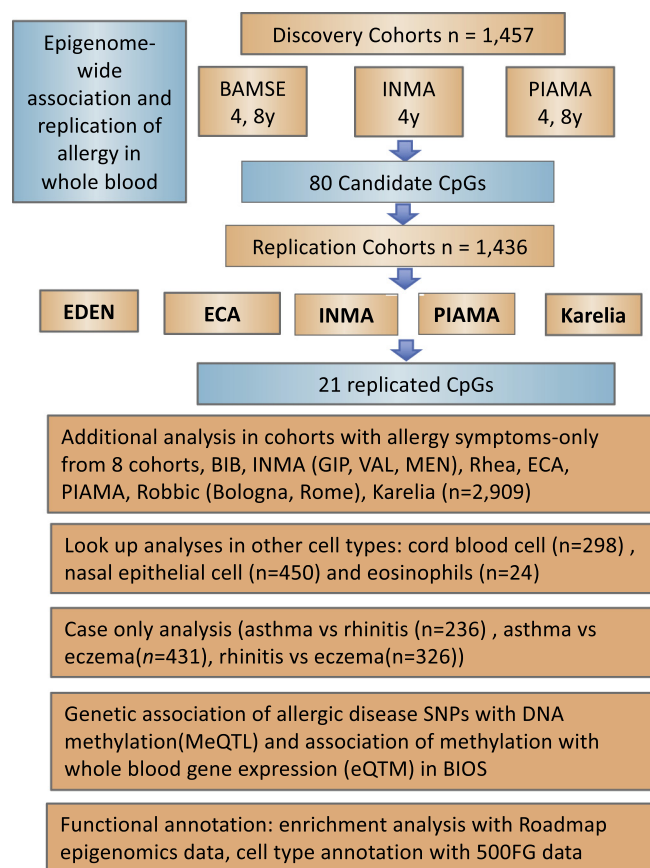 Epigenome-
wide
association and
replication of
allergy in
whole blood
Discovery Cohorts n = 1,457
BAMSE
4, 8y
INMA
4y
PIAMA
4, 8y
80 Candidate CpGs
Replication Cohorts n = 1,436
EDEN
ECA
INMA
PIAMA
Karelia
21 replicated CpGs
Additional analysis in cohorts with allergy symptoms-only
from 8 cohorts, BIB, INMA (GIP, VAL, MEN), Rhea, ECA,
PIAMA, Robbic (Bologna, Rome), Karelia (n=2,909)
Look up analyses in other cell types: cord blood cell (n=298) ,
nasal epithelial cell (n=450) and eosinophils (n=24)
Case only analysis (asthma vs rhinitis (n=236) , asthma vs
eczema(n=431), rhinitis vs eczema(n=326))
Genetic association of allergic disease SNPs with DNA
methylation(MeQTL) and association of methylation with
whole blood gene expression (eQTM) in BIOS
Functional annotation: enrichment analysis with Roadmap
epigenomics data, cell type annotation with 500FG data